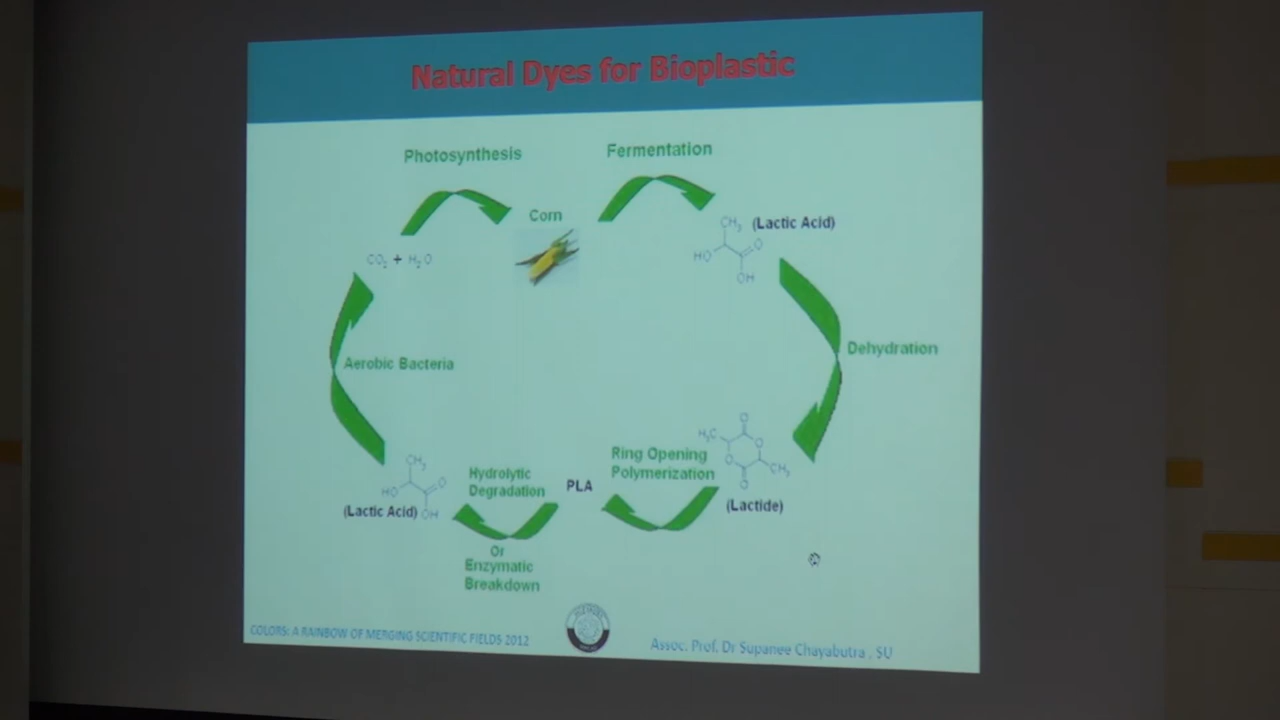 Natural Dyes for Bioplastic
Photosynthesis
Fermentation
Corn
CH₃ (Lactic Acid)
HO
O
OH
CO₂ + H₂O
Dehydration
Aerobic Bacteria
O
H₃C
O
O
CH₃
O
(Lactide)
Ring Opening
Polymerization
PLA
Hydrolytic
Degradation
Or
Enzymatic
Breakdown
CH₃
HO
O
(Lactic Acid) OH
COLORS: A RAINBOW OF MERGING SCIENTIFIC FIELDS 2012
Assoc. Prof. Dr Supanee Chayabutra , SU